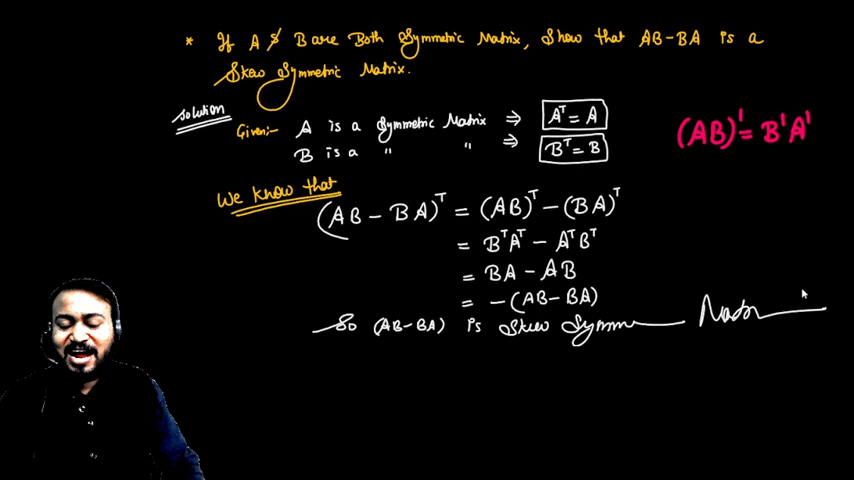 * If A & B are Both Symmetric Matrix, Show that AB-BA is a
Skew Symmetric Matrix.
Solution
Given:- A is a Symmetric Matrix ⇒ Aᵀ = A
B is a " " ⇒ Bᵀ = B
(AB)' = B'A'
We know that
(AB - BA)ᵀ = (AB)ᵀ - (BA)ᵀ
= BᵀAᵀ - AᵀBᵀ
= BA - AB
= -(AB - BA)
So (AB-BA) is Skew Symm